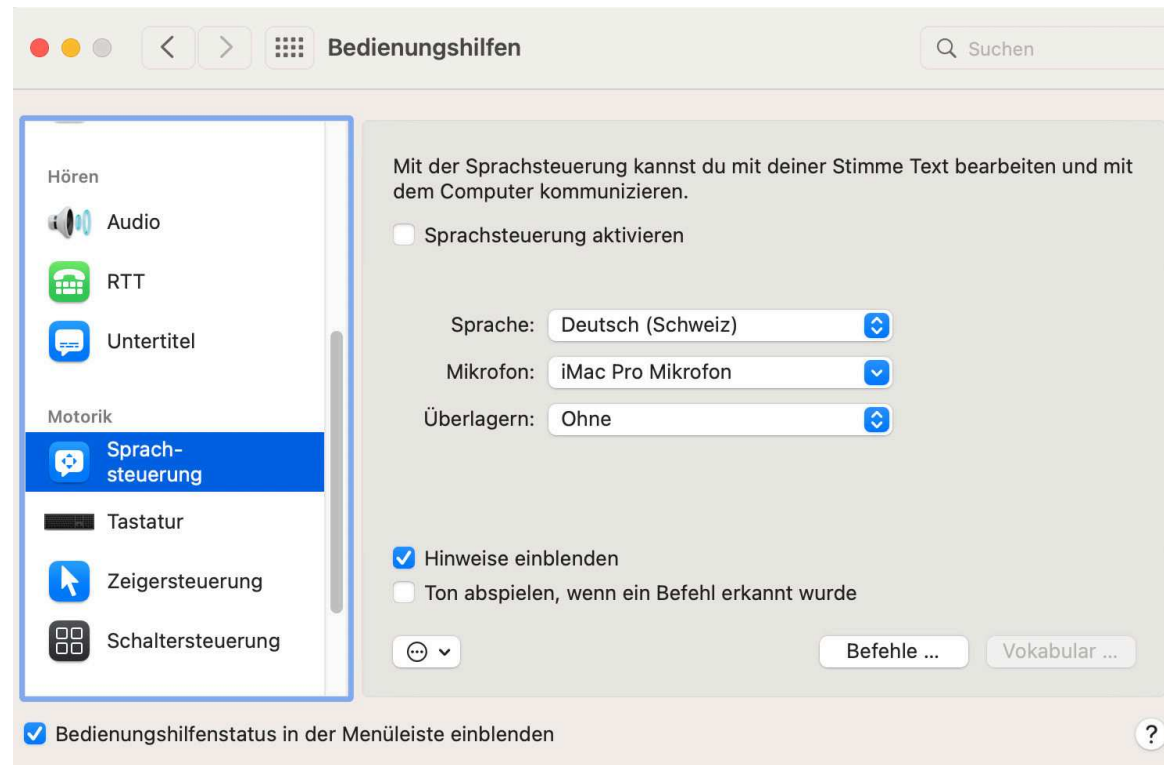 Bedienungshilfen
Suchen
Hören
Audio
RTT
Untertitel
Motorik
Sprach-
steuerung
Tastatur
Zeigersteuerung
Schaltersteuerung
Mit der Sprachsteuerung kannst du mit deiner Stimme Text bearbeiten und mit
dem Computer kommunizieren.
Sprachsteuerung aktivieren
Sprache: Deutsch (Schweiz)
Mikrofon: iMac Pro Mikrofon
Überlagern: Ohne
Hinweise einblenden
Ton abspielen, wenn ein Befehl erkannt wurde
Befehle ... Vokabular ...
Bedienungshilfenstatus in der Menüleiste einblenden ?